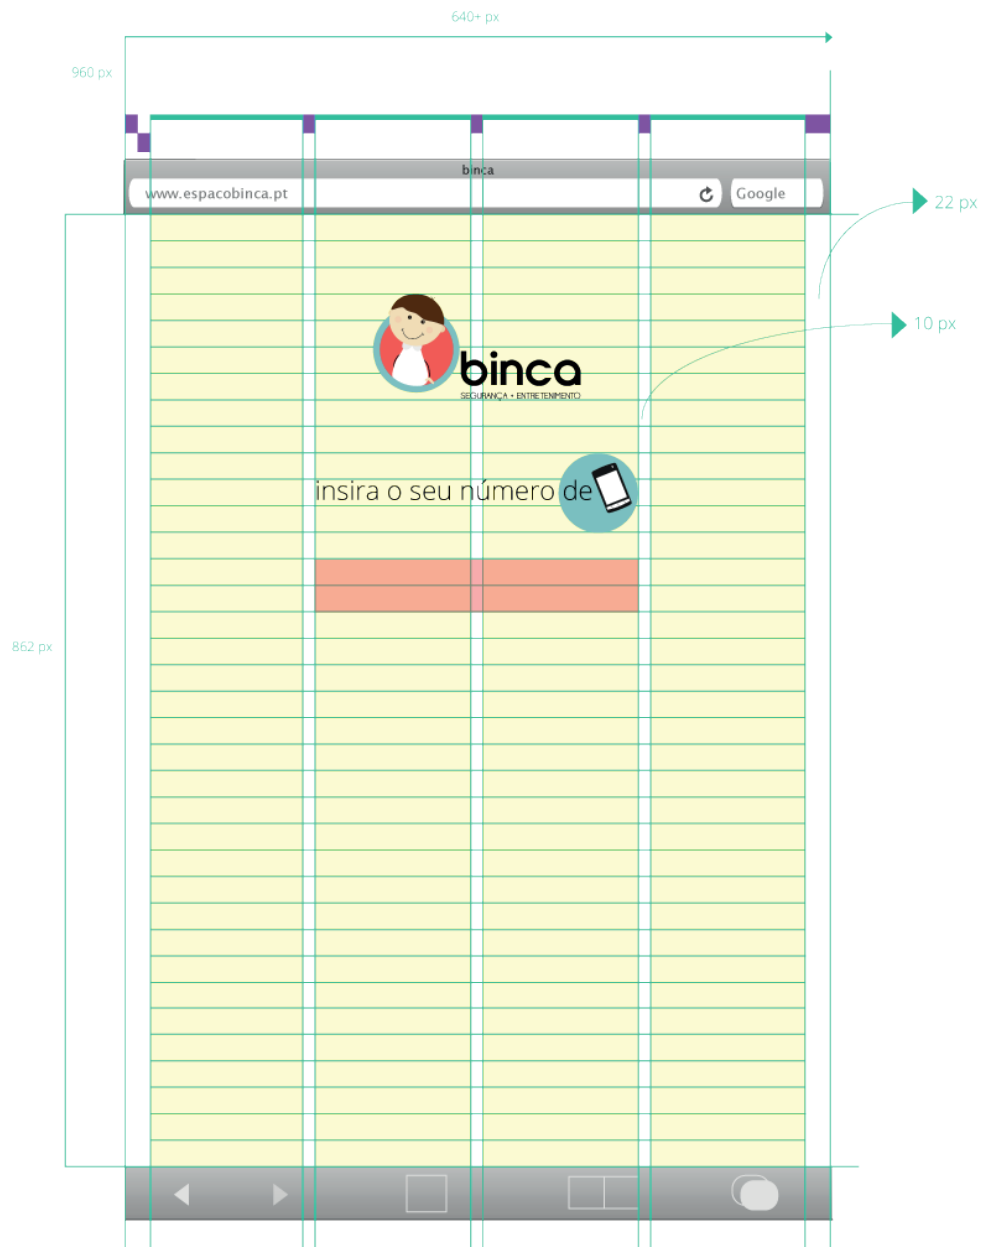 640+ px
960 px
binca
www.espacobinca.pt
Google
22 px
10 px
binca
SEGURANÇA + ENTRETENIMENTO
insira o seu número de
862 px